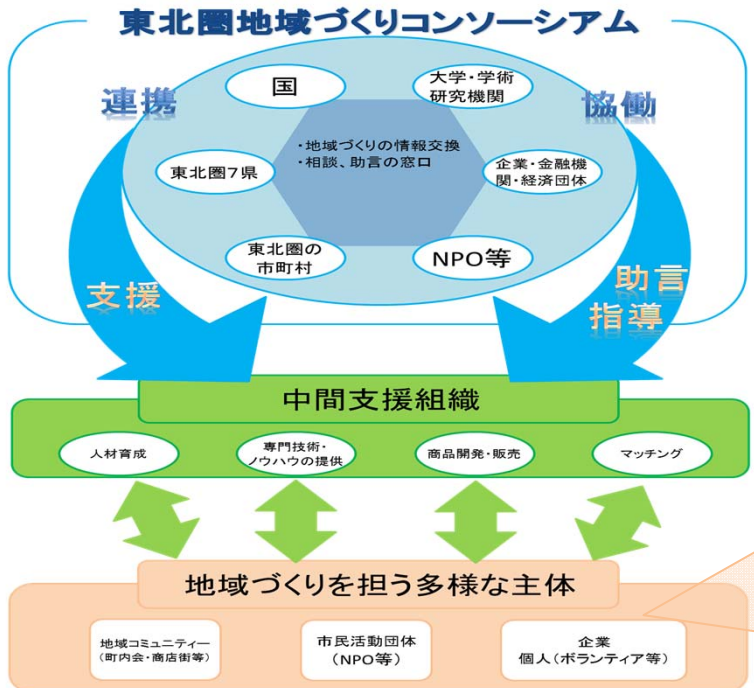 東北圏地域づくりコンソーシアム
連携
協働
国
大学・学術
研究機関
・地域づくりの情報交換
・相談、助言の窓口
東北圏7県
企業・金融機
関・経済団体
東北圏の
市町村
NPO等
支援
助言
指導
中間支援組織
人材育成
専門技術・
ノウハウの提供
商品開発・販売
マッチング
地域づくりを担う多様な主体
地域コミュニティー
(町内会・商店街等)
市民活動団体
(NPO等)
企業
個人(ボランティア等)